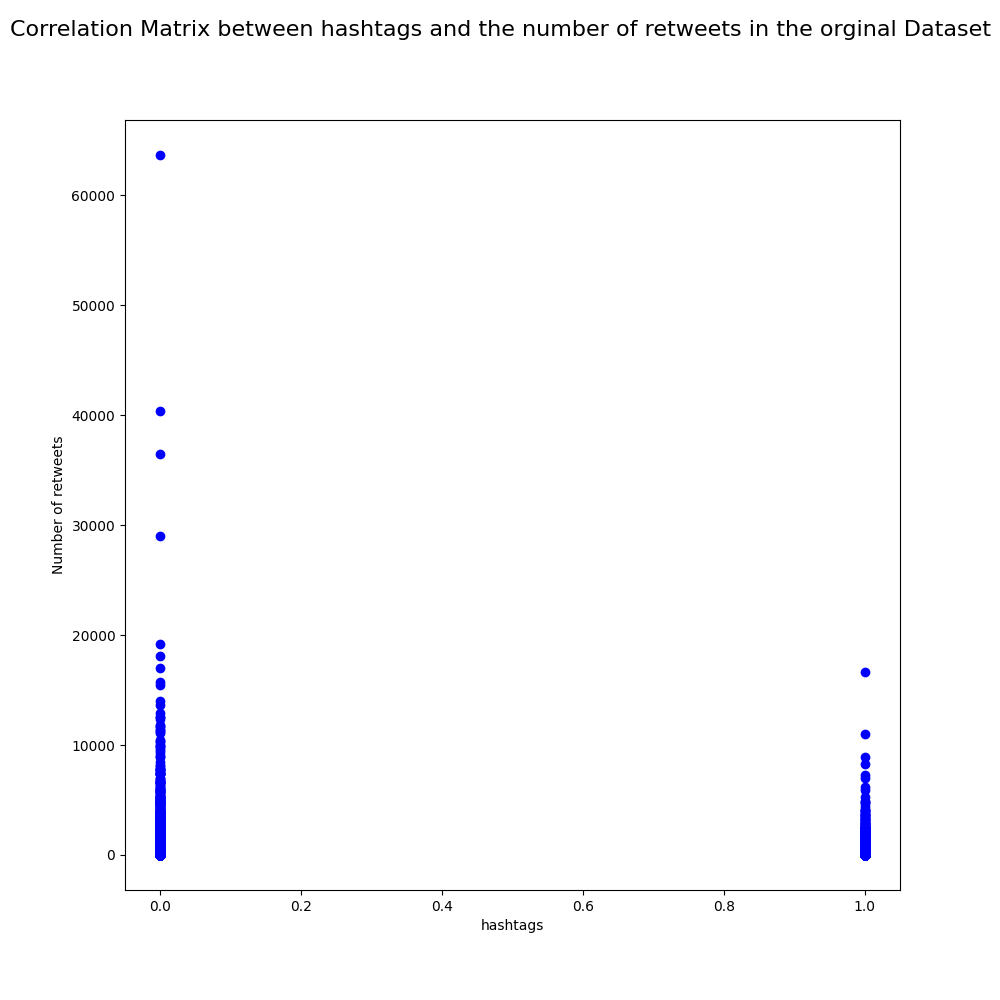 Correlation Matrix between hashtags and the number of retweets in the orginal Dataset
60000
50000
40000
30000
20000
10000
0
Number of retweets
0.0 0.2 0.4 0.6 0.8 1.0
hashtags